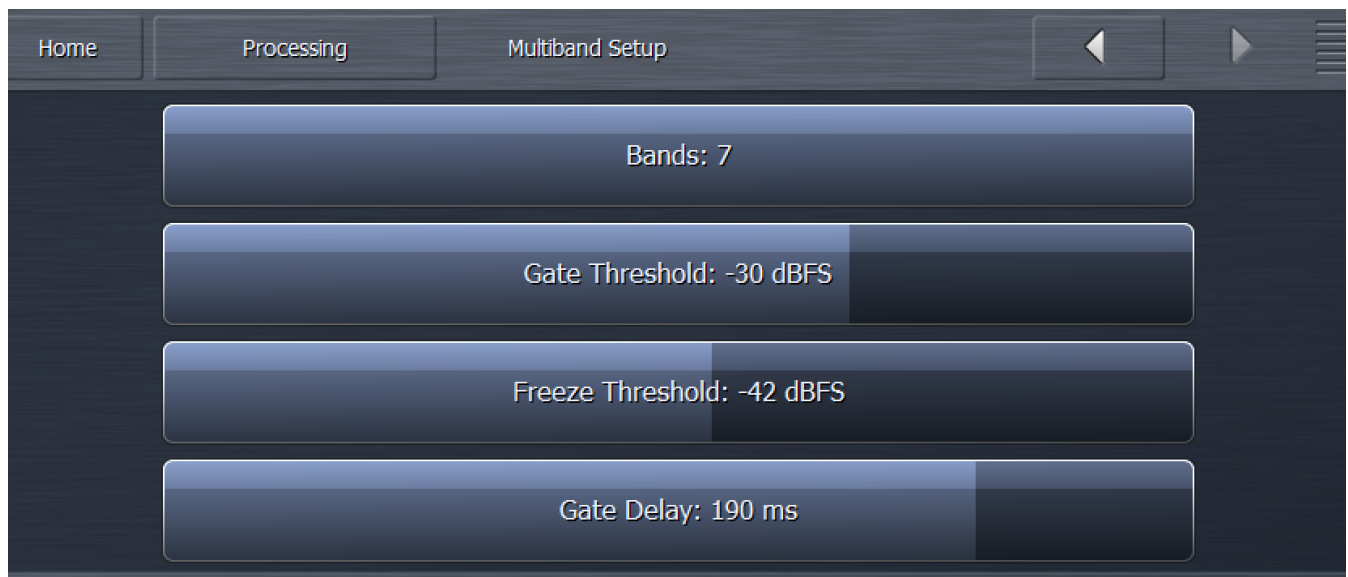 Home
Processing
Multiband Setup
Bands: 7
Gate Threshold: -30 dBFS
Freeze Threshold: -42 dBFS
Gate Delay: 190 ms